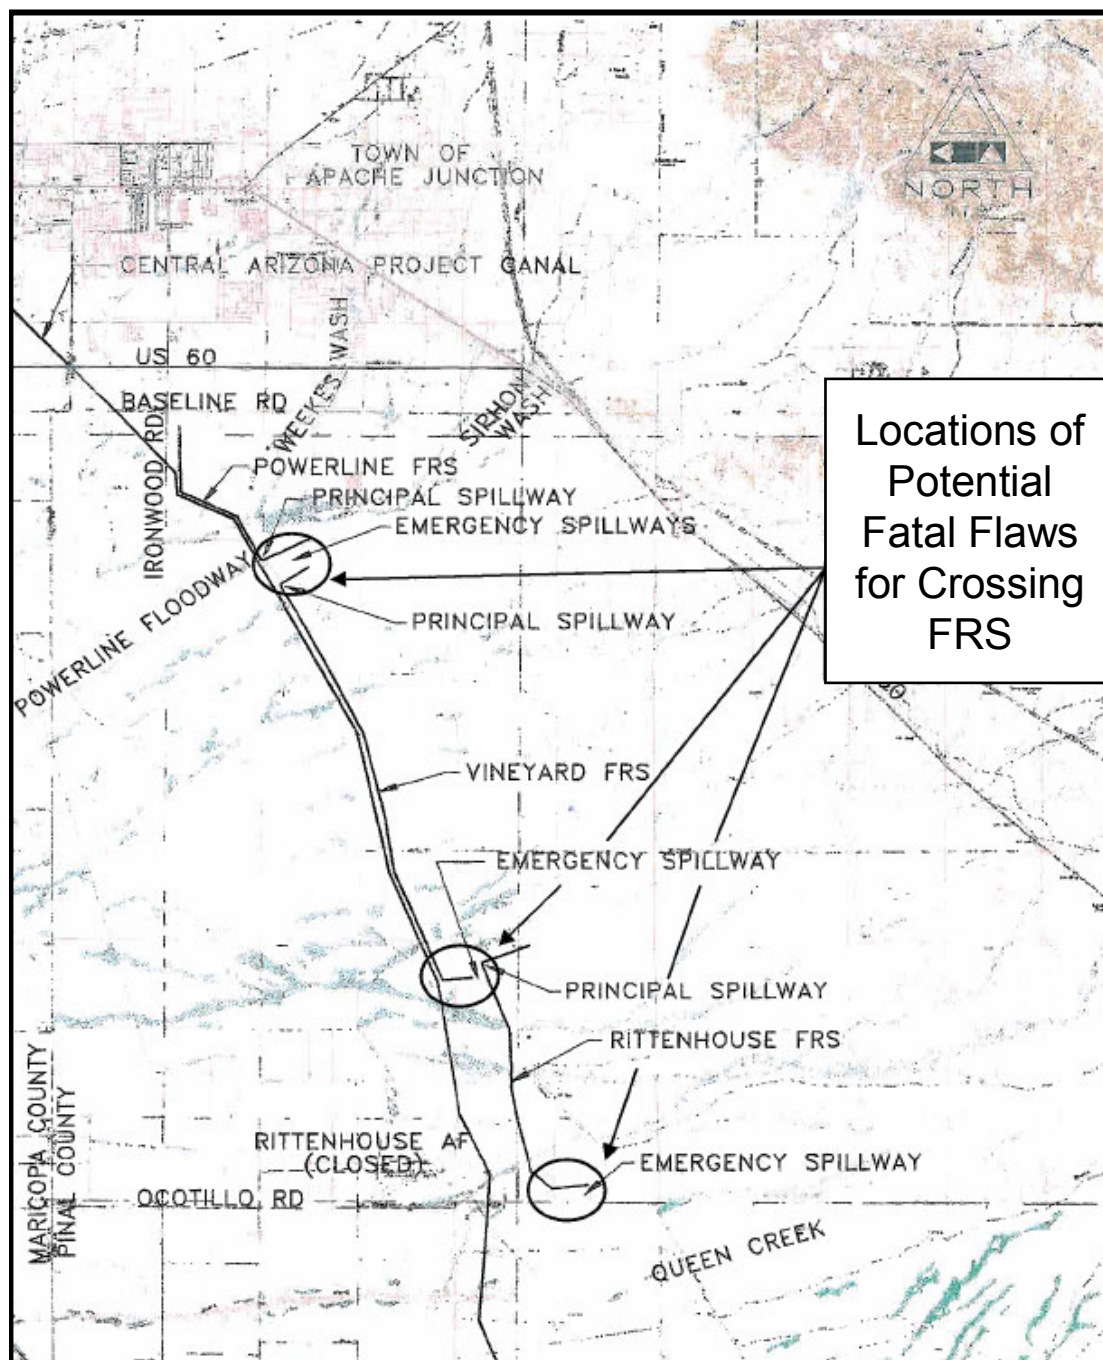 TOWN OF
APACHE JUNCTION
NORTH
CENTRAL ARIZONA PROJECT CANAL
WEEKES WASH
US 60
BASELINE RD
SIPHON
WASH
IRONWOOD RD
POWERLINE FRS
PRINCIPAL SPILLWAY
EMERGENCY SPILLWAYS
Locations of
Potential
Fatal Flaws
for Crossing
FRS
POWERLINE FLOODWAY
PRINCIPAL SPILLWAY
VINEYARD FRS
EMERGENCY SPILLWAY
PRINCIPAL SPILLWAY
RITTENHOUSE FRS
MARICOPA COUNTY
PINAL COUNTY
RITTENHOUSE AF
(CLOSED)
EMERGENCY SPILLWAY
OCOTILLO RD
QUEEN CREEK